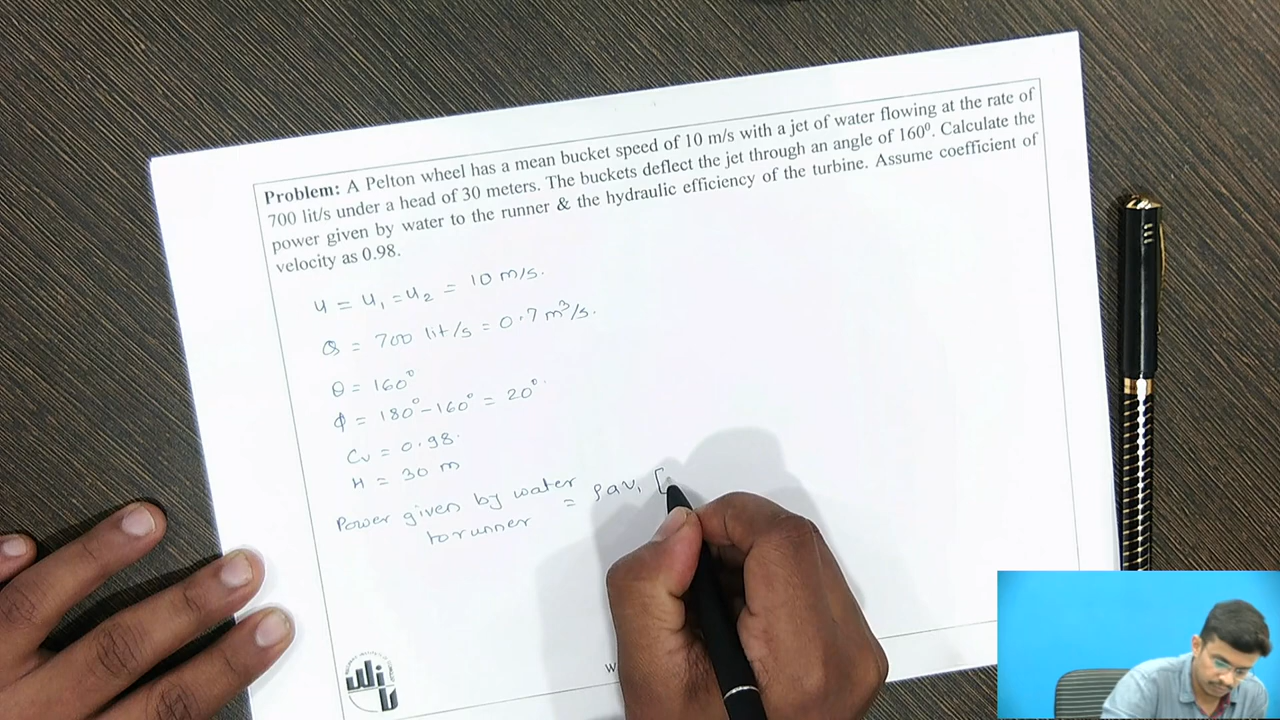 Problem: A Pelton wheel has a mean bucket speed of 10 m/s with a jet of water flowing at the rate of
700 lit/s under a head of 30 meters. The buckets deflect the jet through an angle of 160⁰. Calculate the
power given by water to the runner & the hydraulic efficiency of the turbine. Assume coefficient of
velocity as 0.98.
u = u₁ = u₂ = 10 m/s.
Q = 700 lit/s = 0.7 m³/s.
θ = 160°
ϕ = 180° - 160° = 20°.
Cv = 0.98.
H = 30 m
Power given by water
to runner = ρav₁ [
W